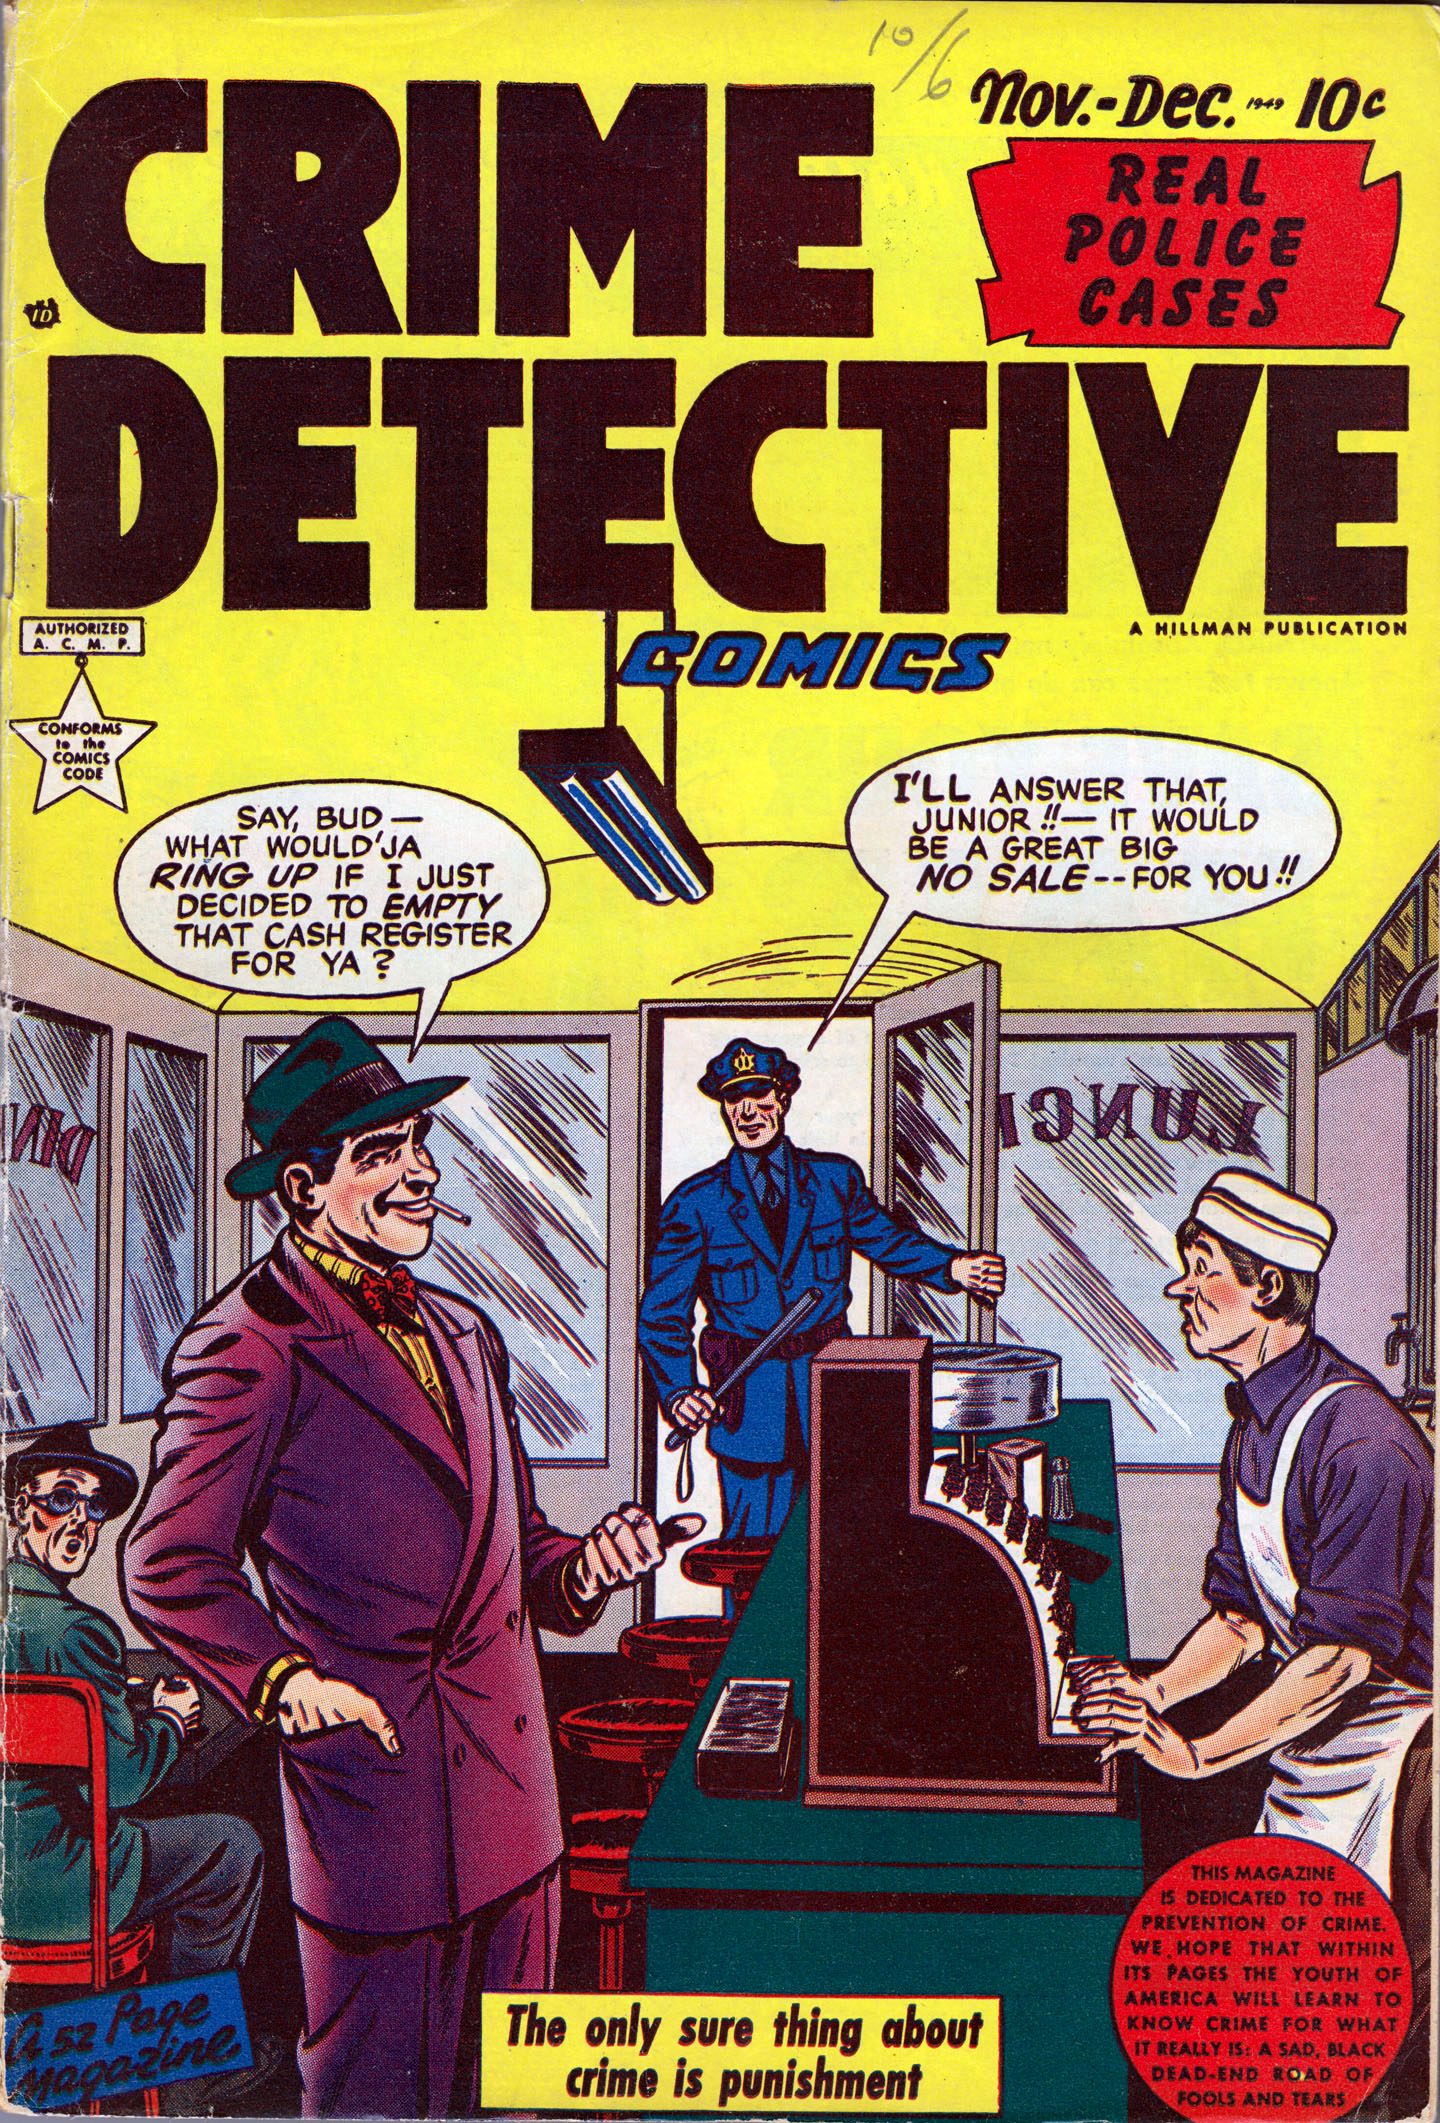 10/6
Nov.-Dec. 1949 10c
CRIME
REAL
POLICE
CASES
DETECTIVE
A HILLMAN PUBLICATION
COMICS
AUTHORIZED
A. C. M. P.
CONFORMS
to the
COMICS
CODE
SAY, BUD—
WHAT WOULD'JA
RING UP IF I JUST
DECIDED TO EMPTY
THAT CASH REGISTER
FOR YA?
I'LL ANSWER THAT,
JUNIOR!!— IT WOULD
BE A GREAT BIG
NO SALE--FOR YOU!!
DIN
LUNCH
A 52 Page
Magazine
The only sure thing about
crime is punishment
THIS MAGAZINE
IS DEDICATED TO THE
PREVENTION OF CRIME.
WE HOPE THAT WITHIN
ITS PAGES THE YOUTH OF
AMERICA WILL LEARN TO
KNOW CRIME FOR WHAT
IT REALLY IS: A SAD, BLACK
DEAD-END ROAD OF
FOOLS AND TEARS